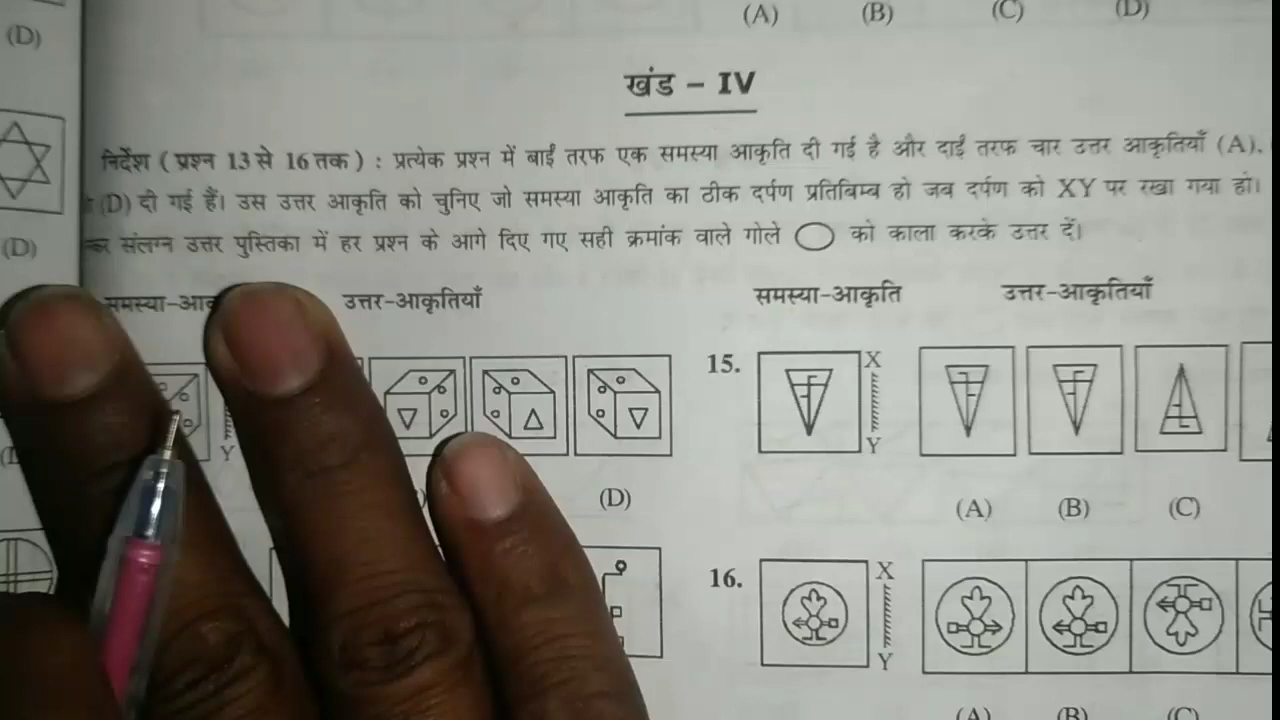 (A) (B) (C) (D)
(D)
खंड – IV
निर्देश ( प्रश्न 13 से 16 तक ) : प्रत्येक प्रश्न में बाईं तरफ एक समस्या आकृति दी गई है और दाईं तरफ चार उत्तर आकृतियाँ (A),
(D) दी गई हैं। उस उत्तर आकृति को चुनिए जो समस्या आकृति का ठीक दर्पण प्रतिबिम्ब हो जब दर्पण को XY पर रखा गया हो।
(D)
संलग्न उत्तर पुस्तिका में हर प्रश्न के आगे दिए गए सही क्रमांक वाले गोले को काला करके उत्तर दें।
उत्तर-आकृतियाँ
समस्या-आकृति उत्तर-आकृतियाँ
Y
(D)
15. X
Y
(A) (B) (C)
16. X
Y
(A) (B) (C)